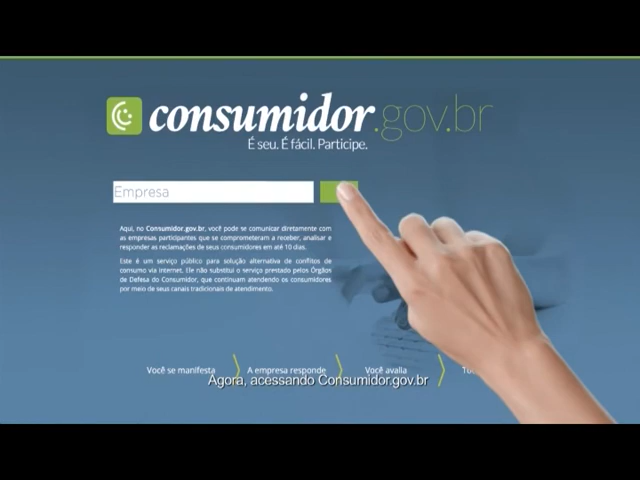 consumidor.gov.br
É seu. É fácil. Participe.
Empresa
Aqui, no Consumidor.gov.br, você pode se comunicar diretamente com
as empresas participantes que se comprometeram a receber, analisar e
responder as reclamações de seus consumidores em até 10 dias.
Este é um serviço público para solução alternativa de conflitos de
consumo via internet. Ele não substitui o serviço prestado pelos Órgãos
de Defesa do Consumidor, que continuam atendendo os consumidores
por meio de seus canais tradicionais de atendimento.
Você se manifesta A empresa responde Você avalia
Agora, acessando Consumidor.gov.br